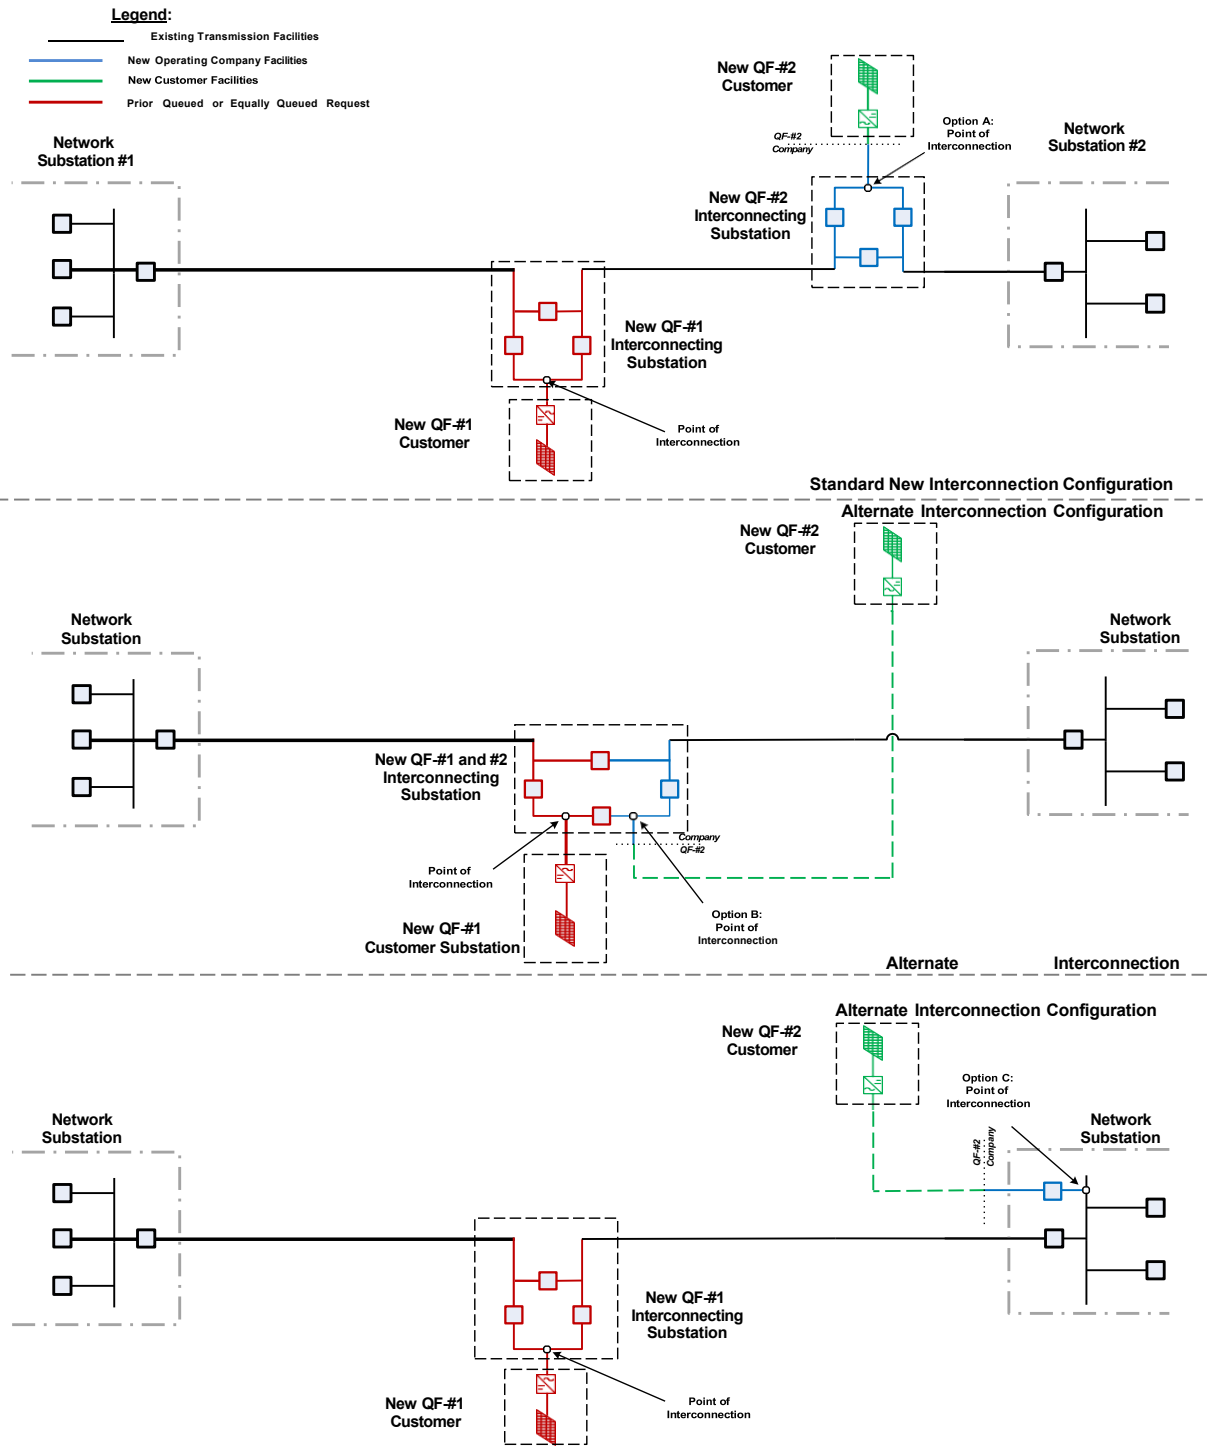 Legend:
Existing Transmission Facilities
New Operating Company Facilities
New Customer Facilities
Prior Queued or Equally Queued Request
New QF-#2
Customer
Option A:
Point of
Interconnection
QF-#2
Company
Network
Substation #1
Network
Substation #2
New QF-#2
Interconnecting
Substation
New QF-#1
Interconnecting
Substation
New QF-#1
Customer
Point of
Interconnection
Standard New Interconnection Configuration
Alternate Interconnection Configuration
New QF-#2
Customer
Network
Substation
Network
Substation
New QF-#1 and #2
Interconnecting
Substation
Company
QF-#2
Point of
Interconnection
Option B:
Point of
Interconnection
New QF-#1
Customer Substation
Alternate Interconnection
Alternate Interconnection Configuration
New QF-#2
Customer
Option C:
Point of
Interconnection
Network
Substation
QF-#2
Company
Network
Substation
New QF-#1
Interconnecting
Substation
New QF-#1
Customer
Point of
Interconnection